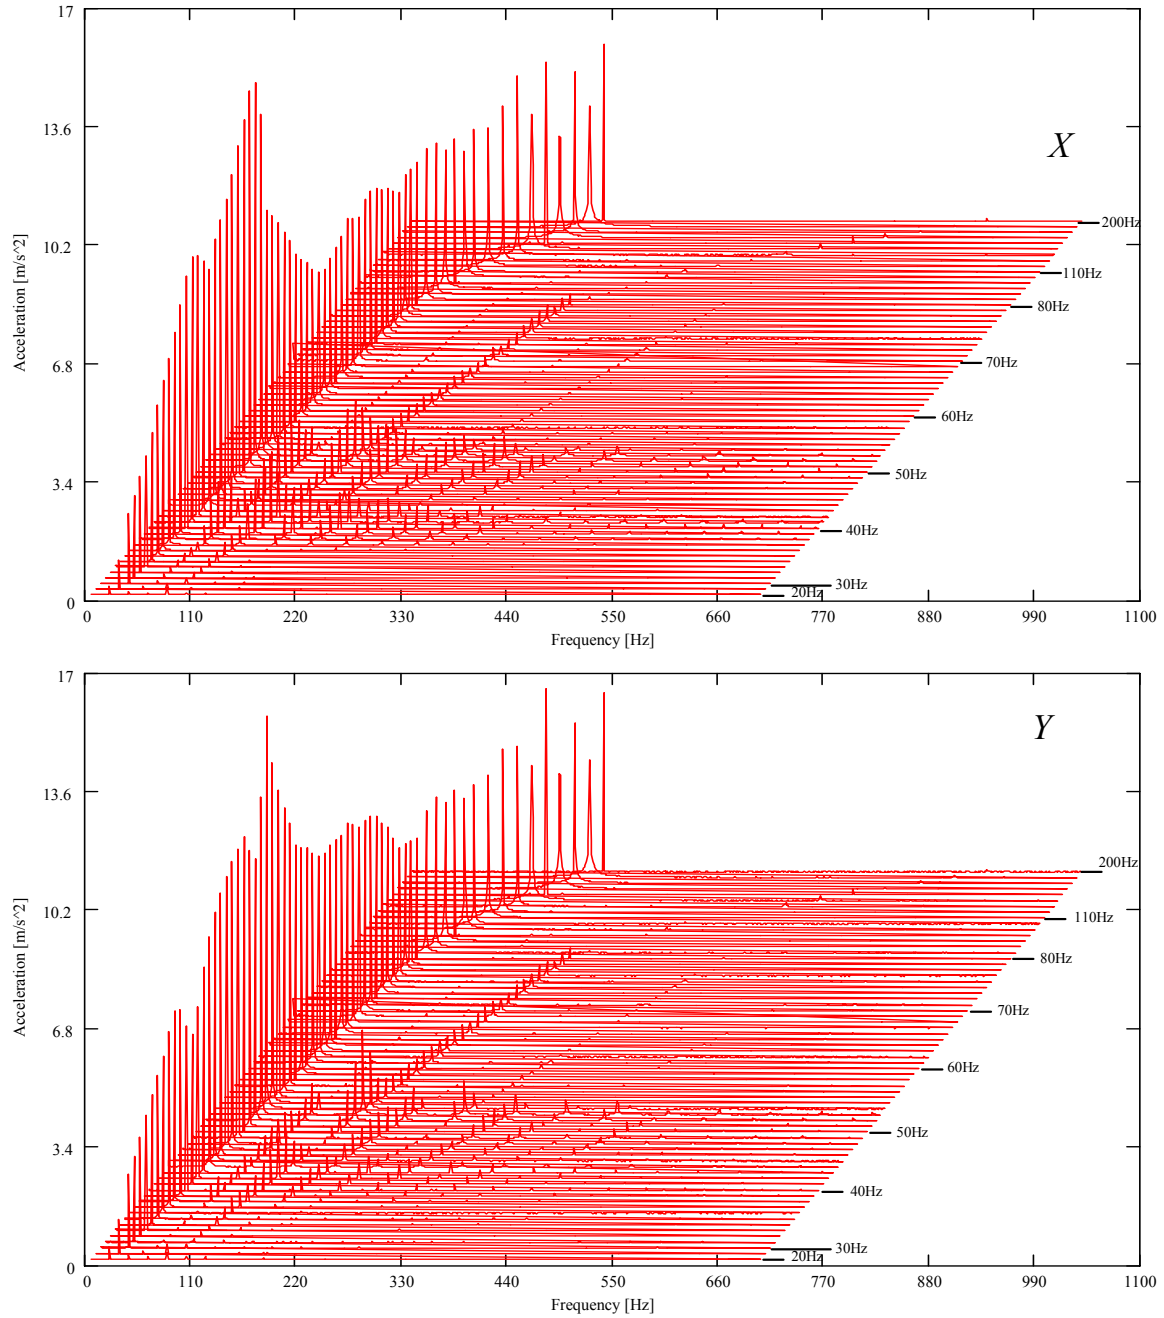 17
X
13.6
10.2
6.8
3.4
0
Acceleration [m/s^2]
200Hz
110Hz
80Hz
70Hz
60Hz
50Hz
40Hz
30Hz
20Hz
0 110 220 330 440 550 660 770 880 990 1100
Frequency [Hz]
17
Y
13.6
10.2
6.8
3.4
0
Acceleration [m/s^2]
200Hz
110Hz
80Hz
70Hz
60Hz
50Hz
40Hz
30Hz
20Hz
0 110 220 330 440 550 660 770 880 990 1100
Frequency [Hz]